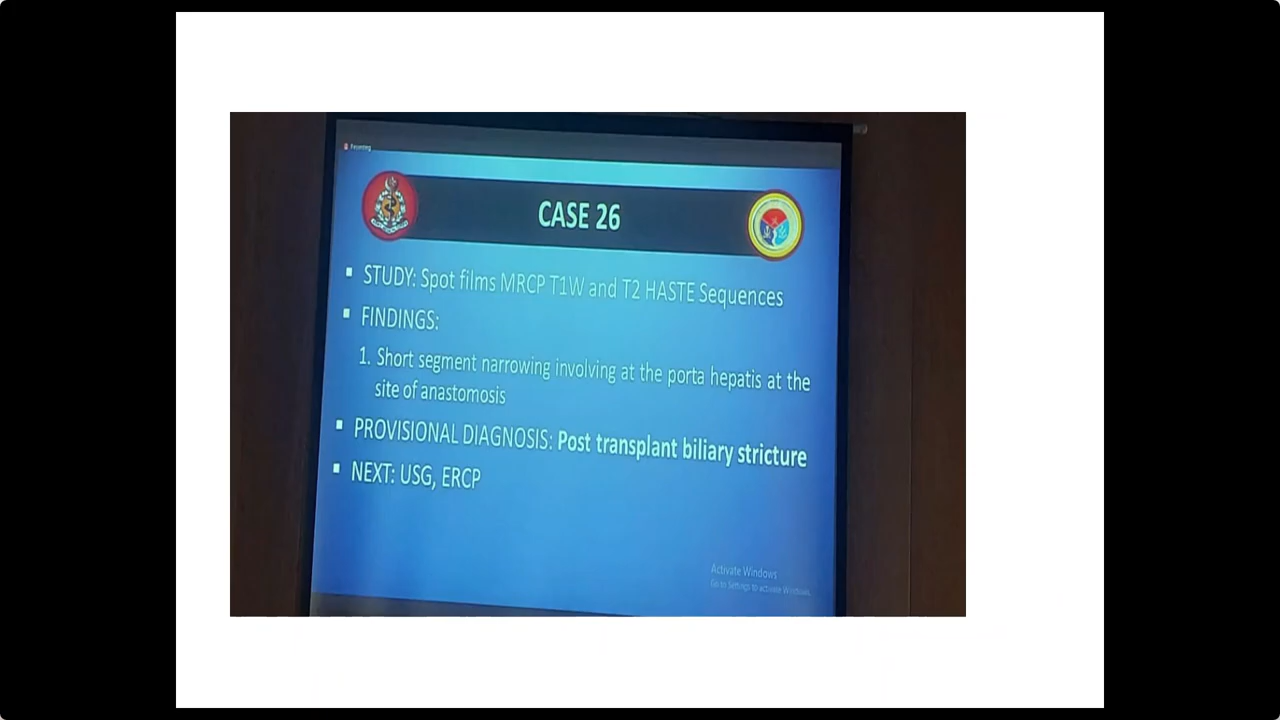 Presenting
CASE 26
▪ STUDY: Spot films MRCP T1W and T2 HASTE Sequences
▪ FINDINGS:
1. Short segment narrowing involving at the porta hepatis at the
site of anastomosis
▪ PROVISIONAL DIAGNOSIS: Post transplant biliary stricture
▪ NEXT: USG, ERCP
Activate Windows
Go to Settings to activate Windows.